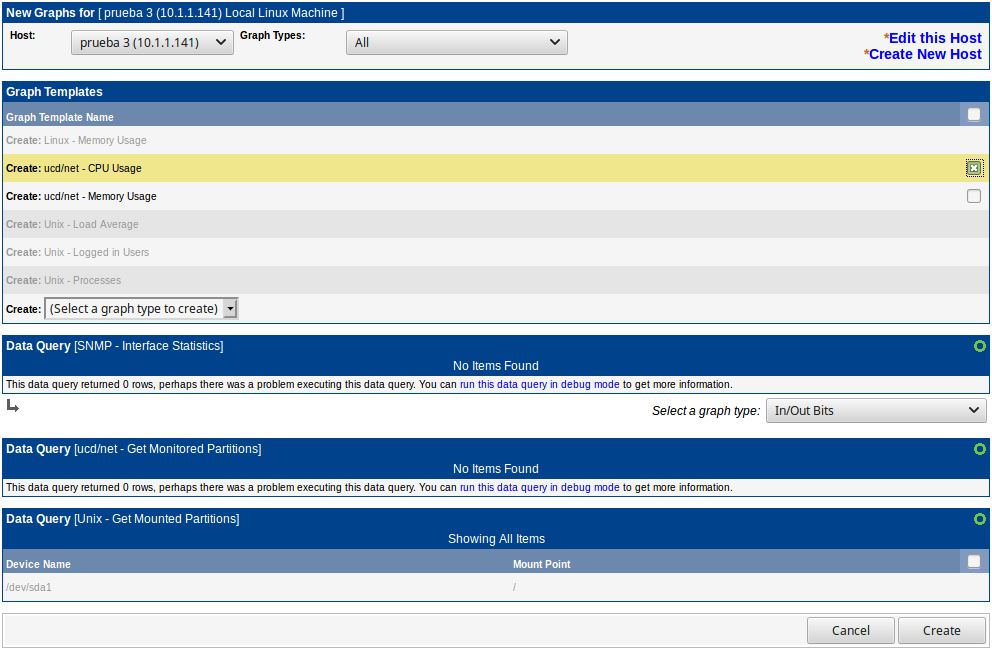 New Graphs for [ prueba 3 (10.1.1.141) Local Linux Machine ]
Host: prueba 3 (10.1.1.141) Graph Types: All *Edit this Host
*Create New Host
Graph Templates
Graph Template Name
Create: Linux - Memory Usage
Create: ucd/net - CPU Usage
Create: ucd/net - Memory Usage
Create: Unix - Load Average
Create: Unix - Logged in Users
Create: Unix - Processes
Create: (Select a graph type to create)
Data Query [SNMP - Interface Statistics]
No Items Found
This data query returned 0 rows, perhaps there was a problem executing this data query. You can run this data query in debug mode to get more information.
Select a graph type: In/Out Bits
Data Query [ucd/net - Get Monitored Partitions]
No Items Found
This data query returned 0 rows, perhaps there was a problem executing this data query. You can run this data query in debug mode to get more information.
Data Query [Unix - Get Mounted Partitions]
Showing All Items
Device Name Mount Point
/dev/sda1 /
Cancel Create